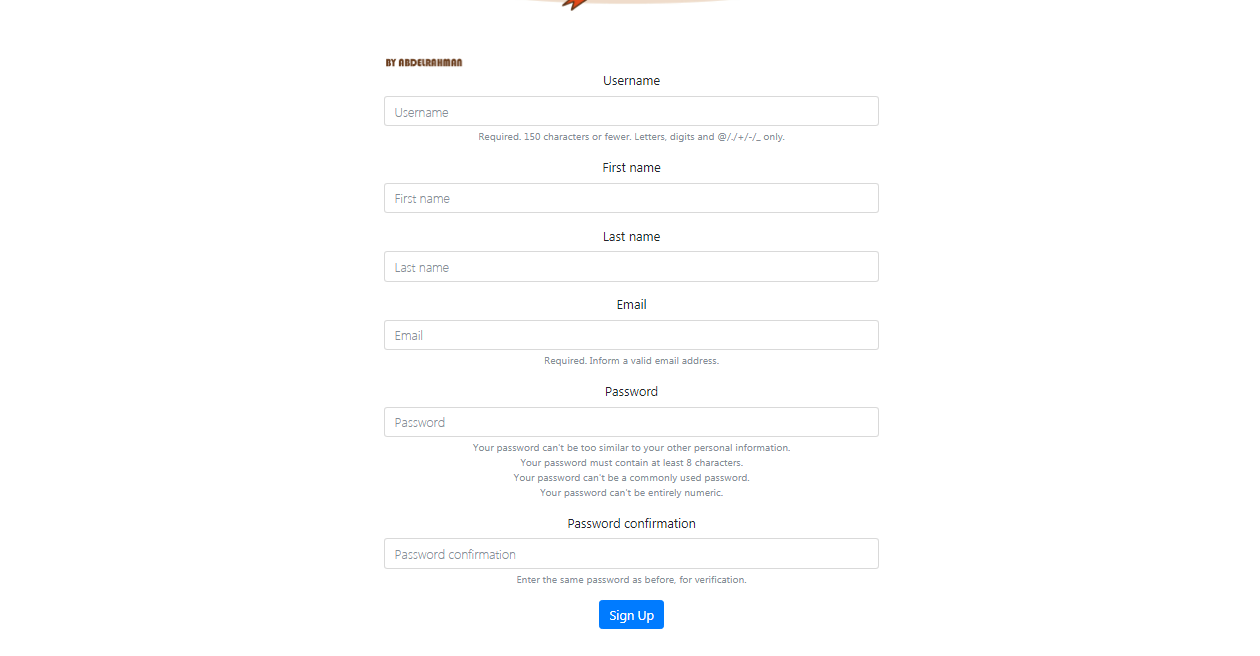 BY ABDELRAHMAN
Username
Username
Required. 150 characters or fewer. Letters, digits and @/./+/-/_ only.
First name
First name
Last name
Last name
Email
Email
Required. Inform a valid email address.
Password
Password
Your password can't be too similar to your other personal information.
Your password must contain at least 8 characters.
Your password can't be a commonly used password.
Your password can't be entirely numeric.
Password confirmation
Password confirmation
Enter the same password as before, for verification.
Sign Up